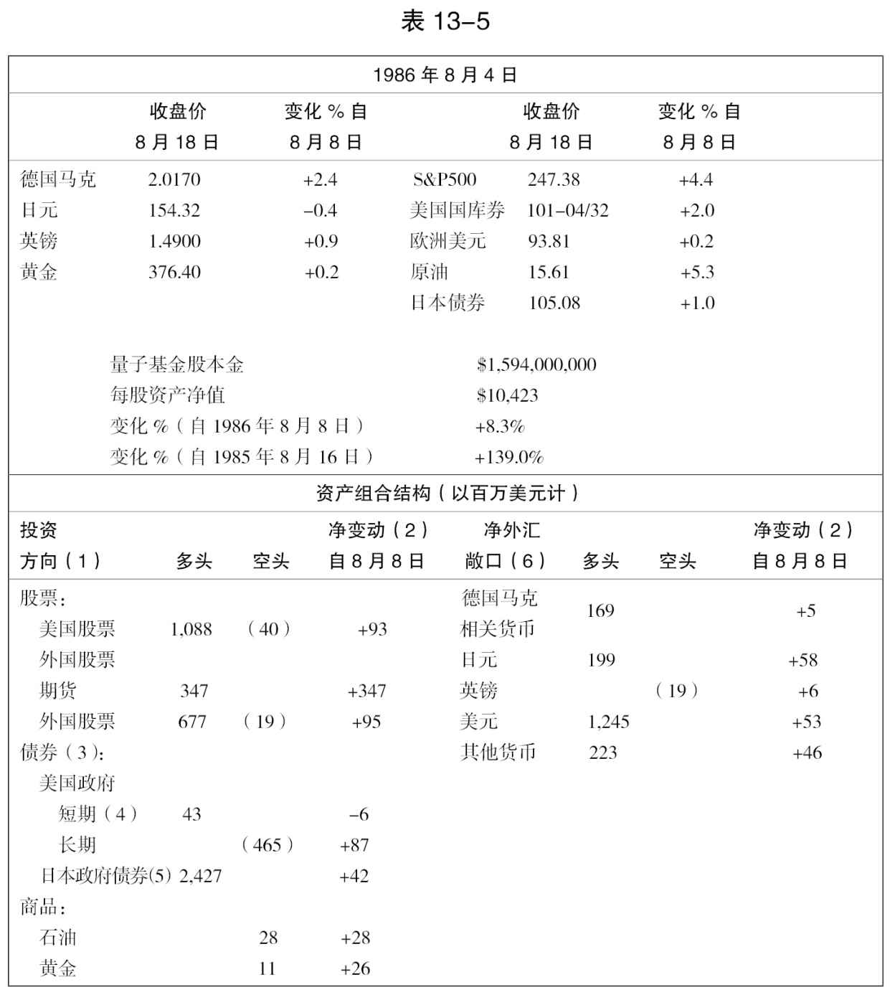 表 13–5
1986 年 8 月 4 日
收盘价 变化 % 自 收盘价 变化 % 自
8 月 18 日 8 月 8 日 8 月 18 日 8 月 8 日
德国马克 2.0170 +2.4 S&P500 247.38 +4.4
日元 154.32 –0.4 美国国库券 101–04/32 +2.0
英镑 1.4900 +0.9 欧洲美元 93.81 +0.2
黄金 376.40 +0.2 原油 15.61 +5.3
日本债券 105.08 +1.0
量子基金股本金 $1,594,000,000
每股资产净值 $10,423
变化 %（自 1986 年 8 月 8 日） +8.3%
变化 %（自 1985 年 8 月 16 日） +139.0%
资产组合结构（以百万美元计）
投资 净变动（2） 净外汇 净变动（2）
方向（1） 多头 空头 自 8 月 8 日 敞口（6） 多头 空头 自 8 月 8 日
股票： 德国马克
169 +5
美国股票 1,088 （40） +93 相关货币
外国股票 日元 199 +58
期货 347 +347 英镑 （19） +6
外国股票 677 （19） +95 美元 1,245 +53
债券（3）： 其他货币 223 +46
美国政府
短期（4） 43 –6
长期 （465） +87
日本政府债券(5) 2,427 +42
商品：
石油 28 +28
黄金 11 +26